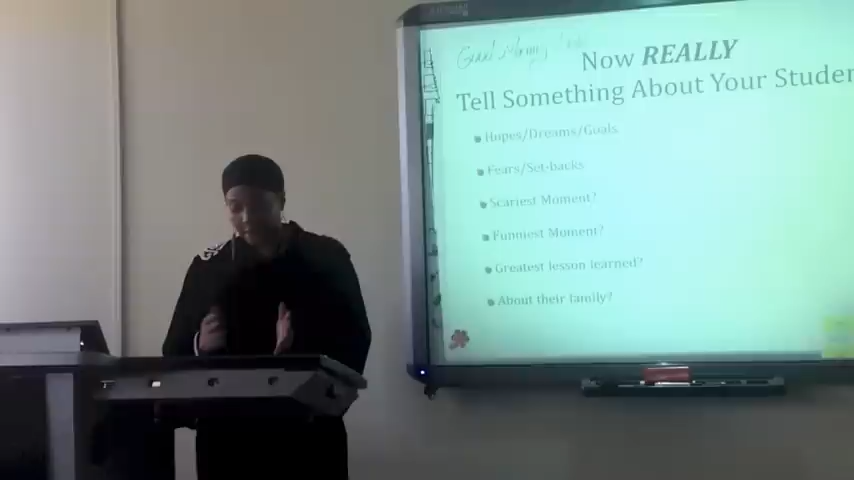 Now REALLY
Tell Something About Your Studen
Hopes/Dreams/Goals
Fears/Set-backs
Scariest Moment?
Funniest Moment?
Greatest lesson learned?
About their family?